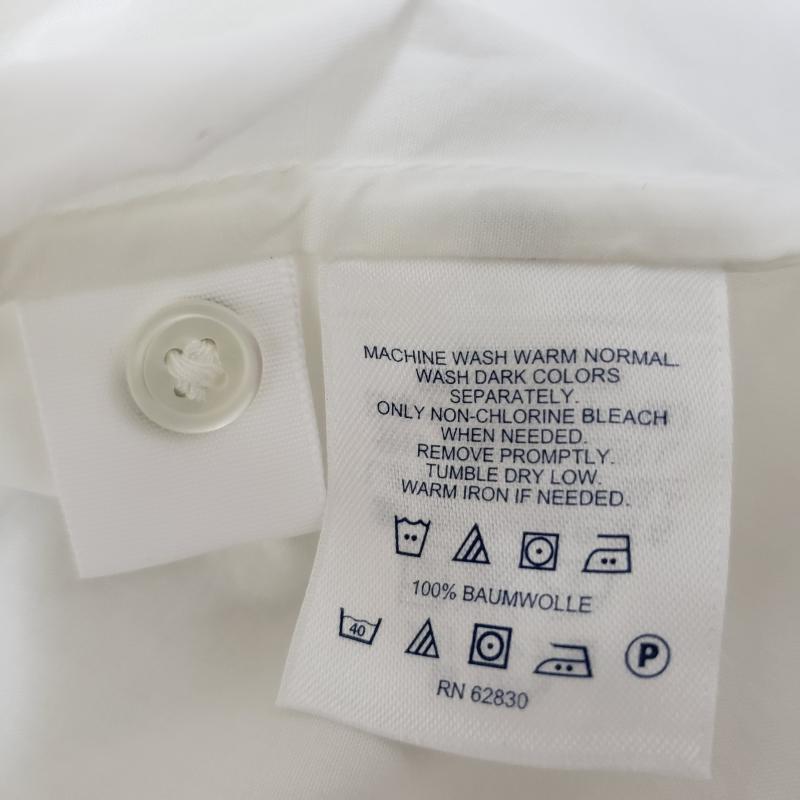 MACHINE WASH WARM NORMAL.
WASH DARK COLORS
SEPARATELY.
ONLY NON-CHLORINE BLEACH
WHEN NEEDED.
REMOVE PROMPTLY.
TUMBLE DRY LOW.
WARM IRON IF NEEDED.
100% BAUMWOLLE
40 P
RN 62830